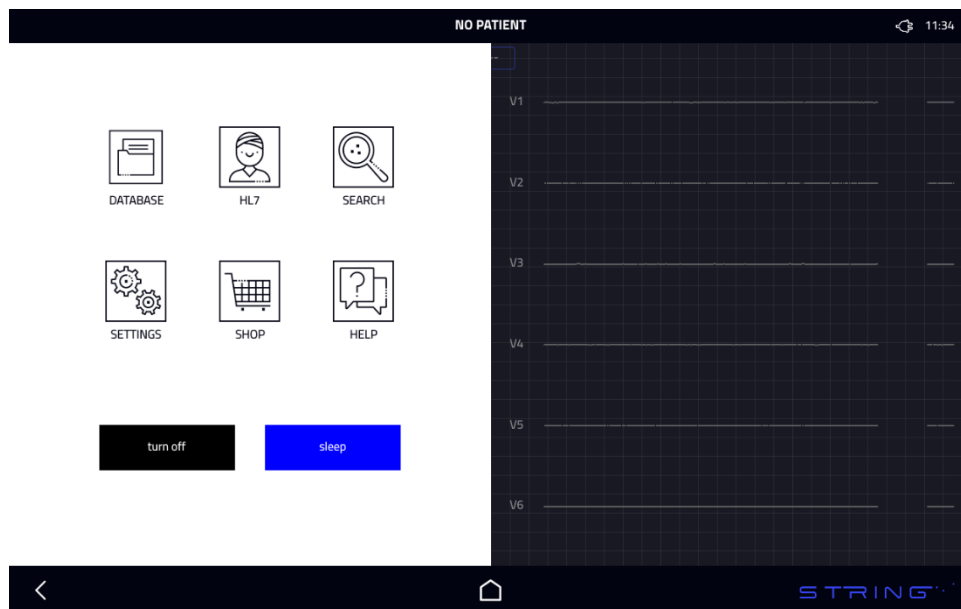 NO PATIENT
11:34
--
V1
V2
DATABASE HL7 SEARCH
V3
SETTINGS SHOP HELP
V4
V5
turn off sleep
V6
STRING